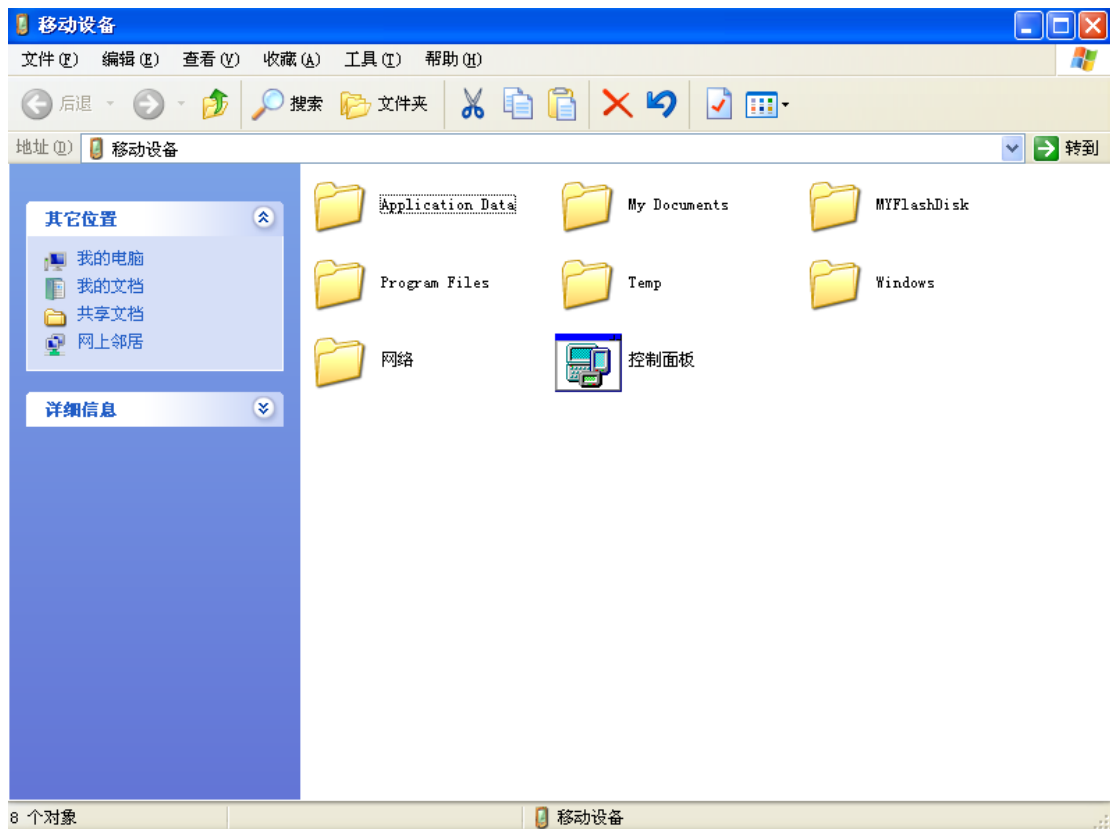 移动设备
文件(F) 编辑(E) 查看(V) 收藏(A) 工具(T) 帮助(H)
后退 搜索 文件夹
地址(D) 移动设备 转到
其它位置
我的电脑
我的文档
共享文档
网上邻居
详细信息
Application Data My Documents MYFlashDisk
Program Files Temp Windows
网络 控制面板
8 个对象 移动设备